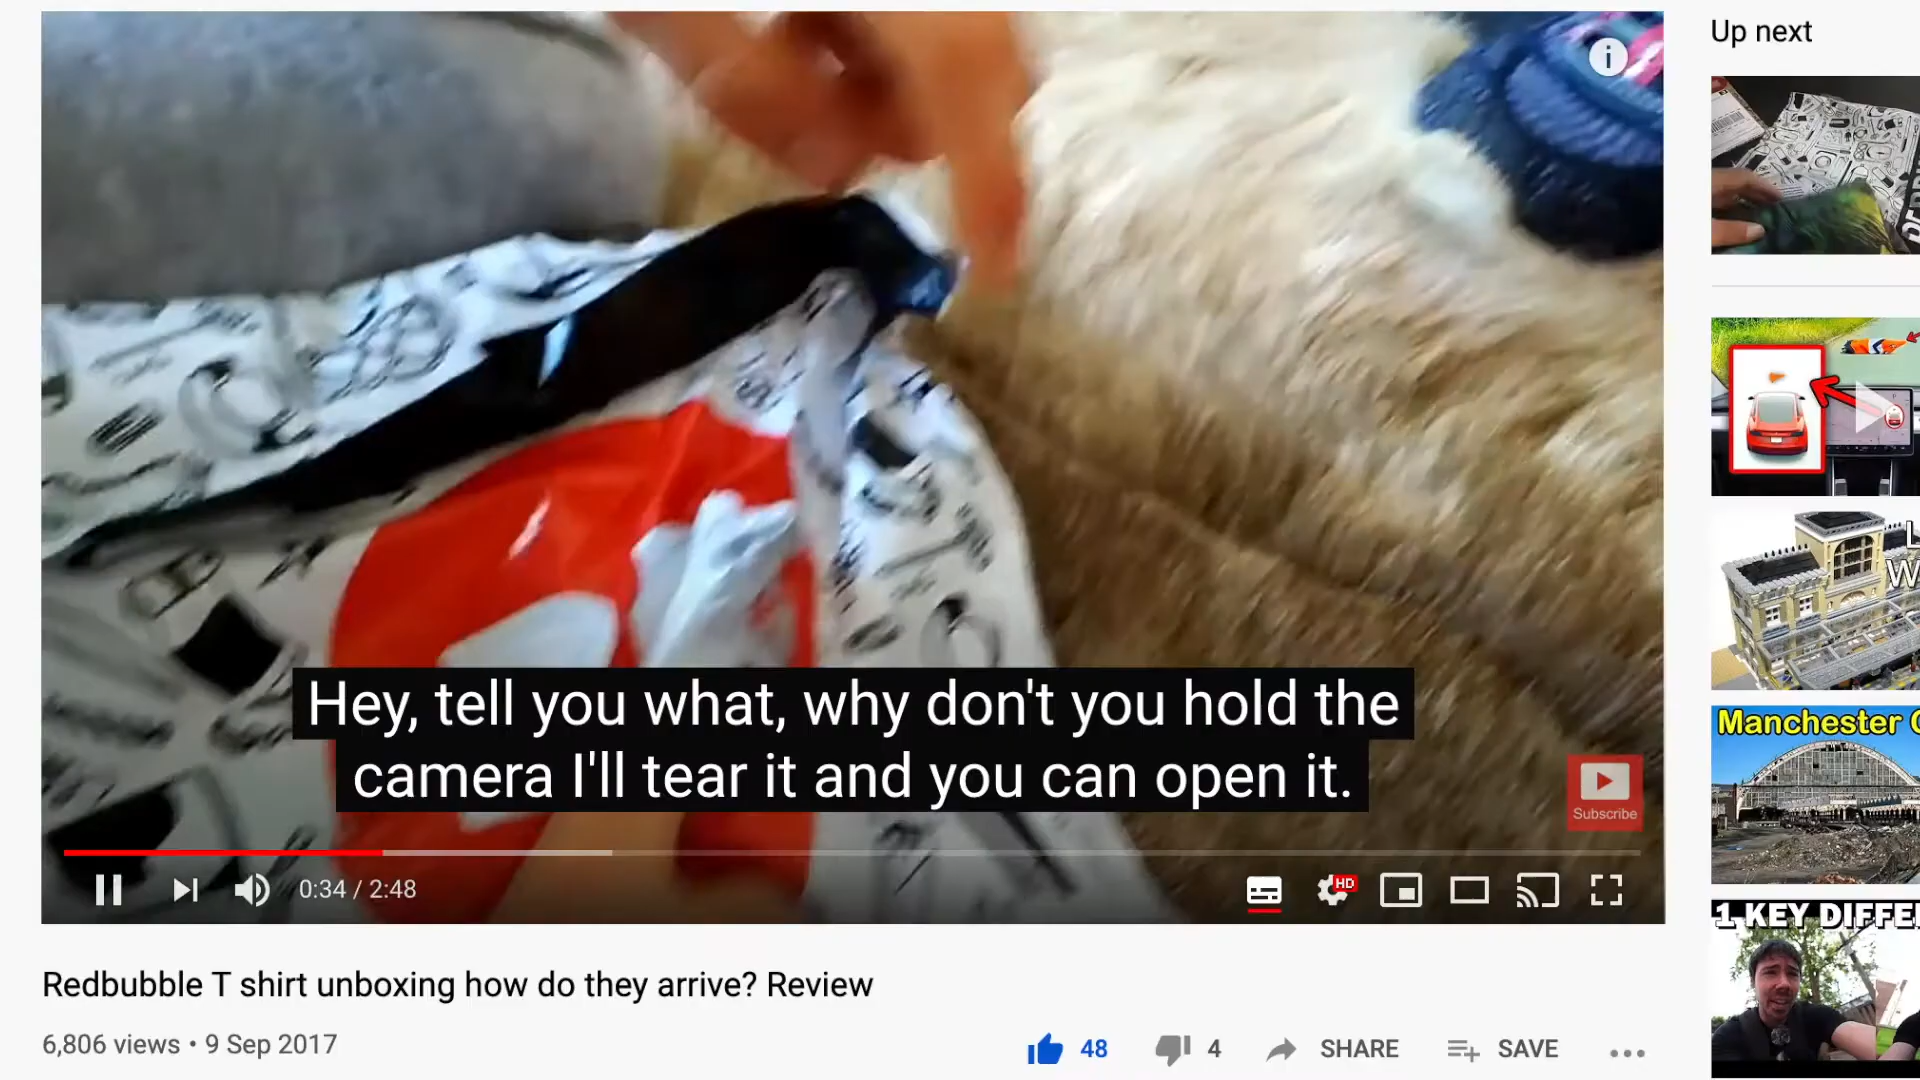 Up next
i
Hey, tell you what, why don't you hold the
camera I'll tear it and you can open it.
Subscribe
0:34 / 2:48
HD
Redbubble T shirt unboxing how do they arrive? Review
6,806 views • 9 Sep 2017
48
4
SHARE
SAVE
Manchester
1 KEY